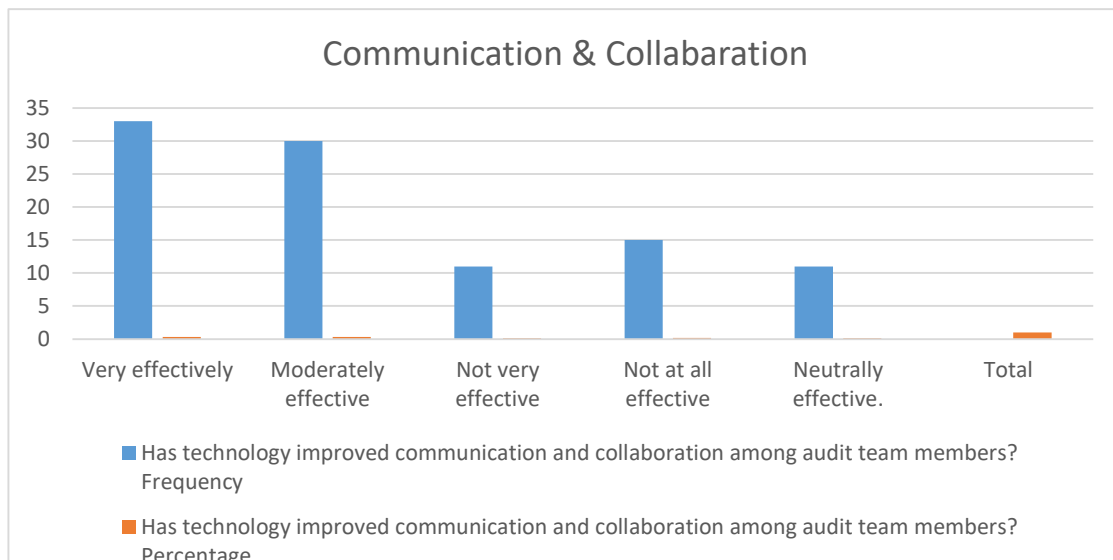 Communication & Collabaration
35
30
25
20
15
10
5
0
Very effectively
Moderately
effective
Not very
effective
Not at all
effective
Neutrally
effective.
Total
Has technology improved communication and collaboration among audit team members?
Frequency
Has technology improved communication and collaboration among audit team members?
Percentage